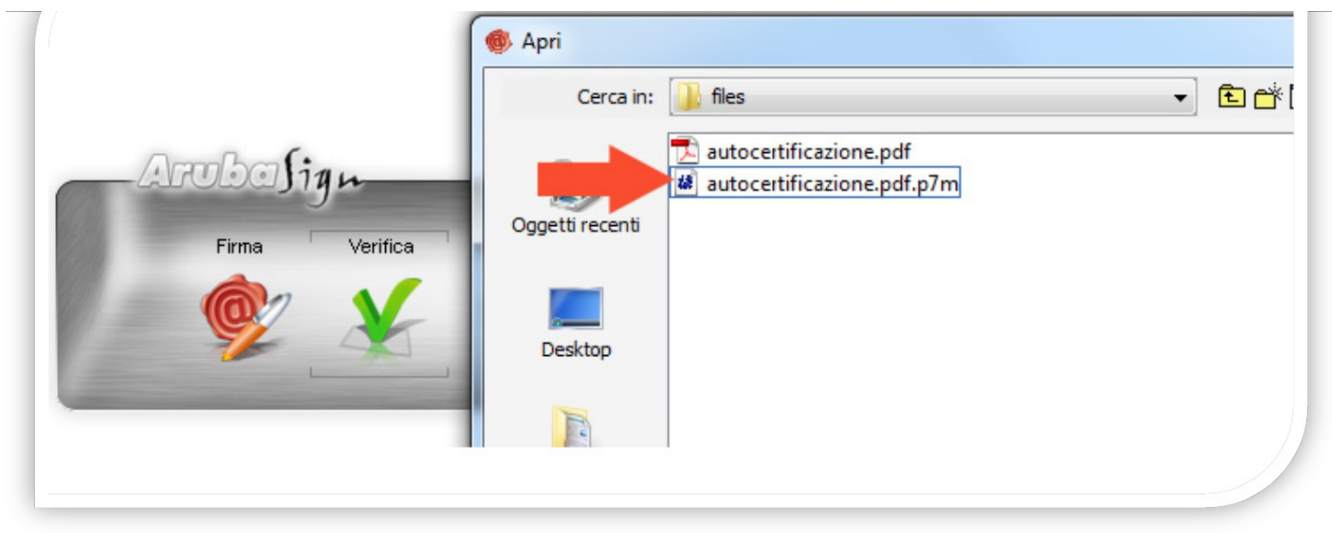 Apri
Cerca in: files
autocertificazione.pdf
autocertificazione.pdf.p7m
Oggetti recenti
Desktop
ArubaSign
Firma Verifica